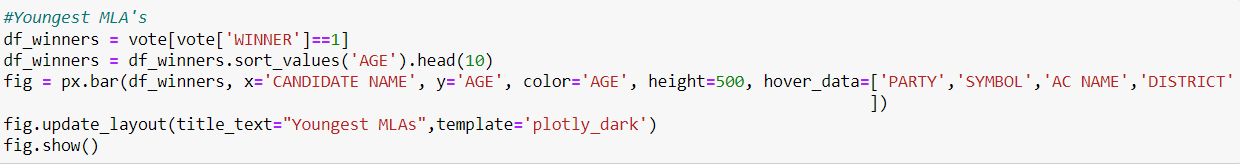 #Youngest MLA's
df_winners = vote[vote['WINNER']==1]
df_winners = df_winners.sort_values('AGE').head(10)
fig = px.bar(df_winners, x='CANDIDATE NAME', y='AGE', color='AGE', height=500, hover_data=['PARTY','SYMBOL','AC NAME','DISTRICT'
])
fig.update_layout(title_text="Youngest MLAs",template='plotly_dark')
fig.show()